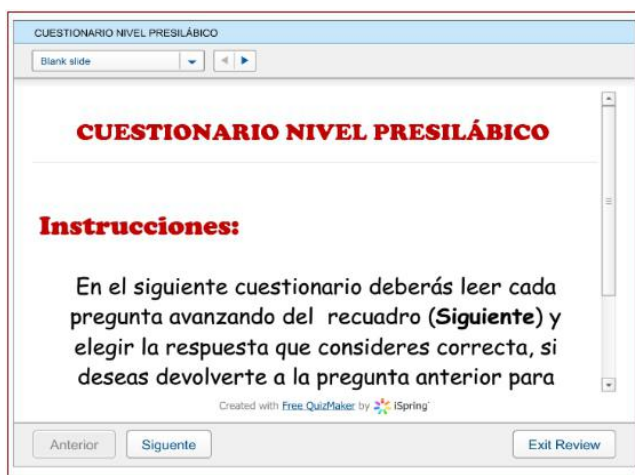 CUESTIONARIO NIVEL PRESILÁBICO
Blank slide
CUESTIONARIO NIVEL PRESILÁBICO
Instrucciones:
En el siguiente cuestionario deberás leer cada
pregunta avanzando del recuadro (Siguiente) y
elegir la respuesta que consideres correcta, si
deseas devolverte a la pregunta anterior para
Created with Free QuizMaker by iSpring
Anterior Siguente Exit Review